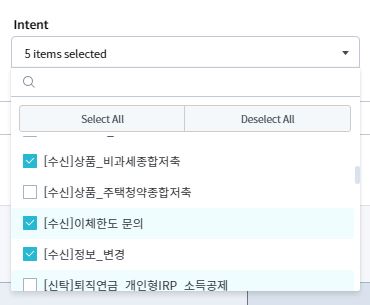 Intent
5 items selected
Select All
Deselect All
[수신]상품_비과세종합저축
[수신]상품_주택청약종합저축
[수신]이체한도 문의
[수신]정보_변경
[신탁]퇴직연금_개인형IRP_소득공제